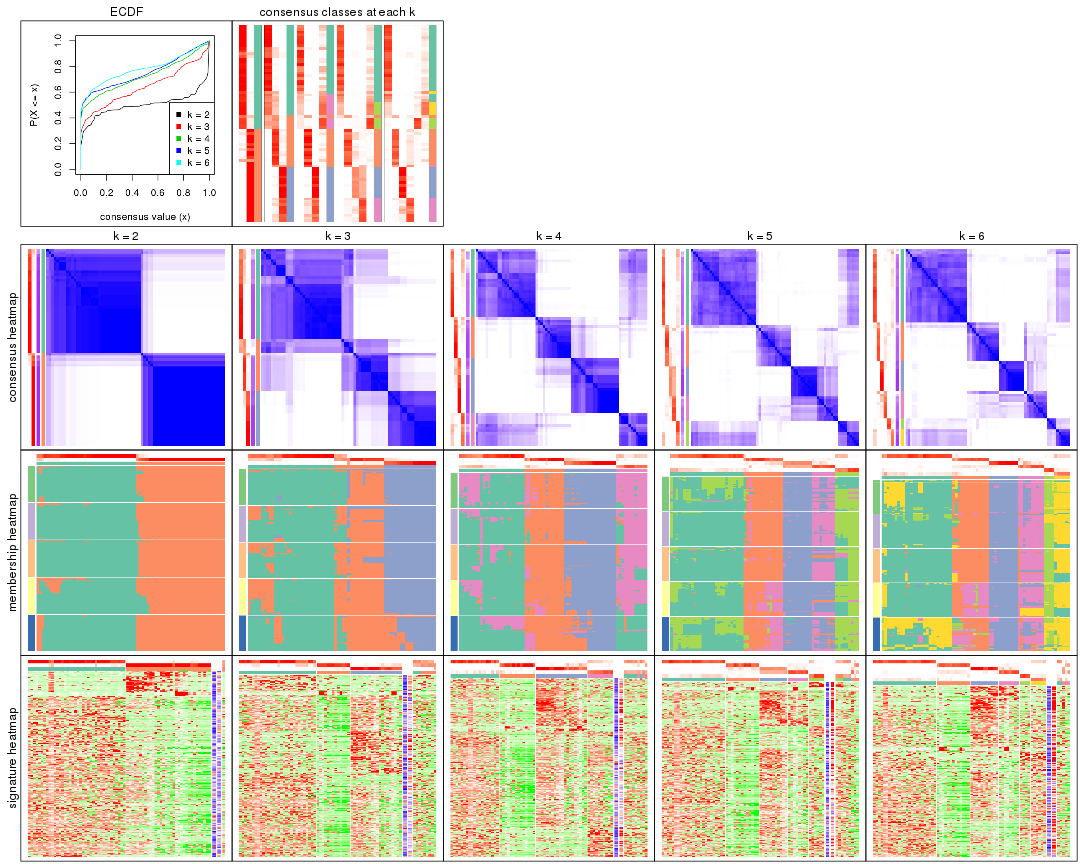 ECDF
consensus classes at each k
P(X <= x)
0.0 0.2 0.4 0.6 0.8 1.0
k = 2
k = 3
k = 4
k = 5
k = 6
0.0 0.2 0.4 0.6 0.8 1.0
consensus value (x)
k = 2
k = 3
k = 4
k = 5
k = 6
consensus heatmap
membership heatmap
signature heatmap